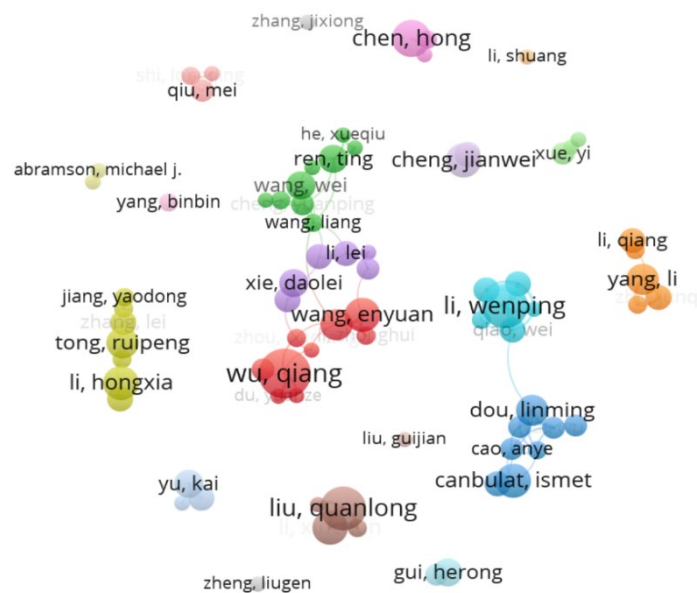 zhang, jixiong
chen, hong
li, shuang
qiu, mei
he, xueqiu
ren, ting
cheng, jianwei
xue, yi
abramson, michael j.
wang, wei
yang, binbin
wang, liang
li, qiang
li, lei
xie, daolei
yang, li
jiang, yaodong
li, wenping
wang, enyuan
zhang, lei
qiao, wei
tong, ruipeng
wu, qiang
li, hongxia
dou, linming
liu, guijian
cao, anye
yu, kai
canbulat, ismet
liu, quanlong
gui, herong
zheng, liugen